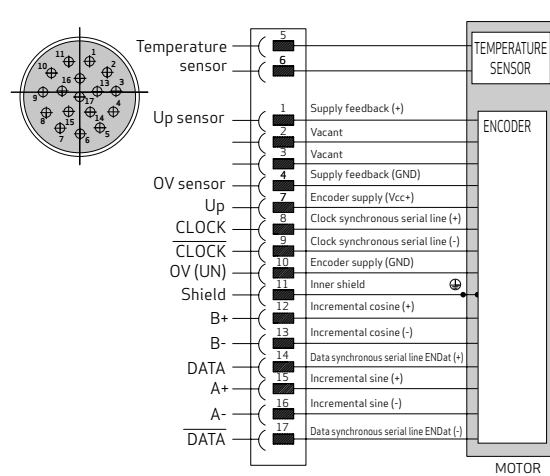 11
1
10
2
16
13
3
9
17
4
8
15
14
7
6
5
Temperature
sensor
5
6
TEMPERATURE
SENSOR
ENCODER
Up sensor
1
Supply feedback (+)
2
Vacant
3
Vacant
OV sensor
4
Supply feedback (GND)
Up
7
Encoder supply (Vcc+)
CLOCK
8
Clock synchronous serial line (+)
CLOCK
9
Clock synchronous serial line (-)
OV (UN)
10
Encoder supply (GND)
Shield
11
Inner shield
B+
12
Incremental cosine (+)
B-
13
Incremental cosine (-)
DATA
14
Data synchronous serial line ENDat (+)
A+
15
Incremental sine (+)
A-
16
Incremental sine (-)
DATA
17
Data synchronous serial line ENDat (-)
MOTOR